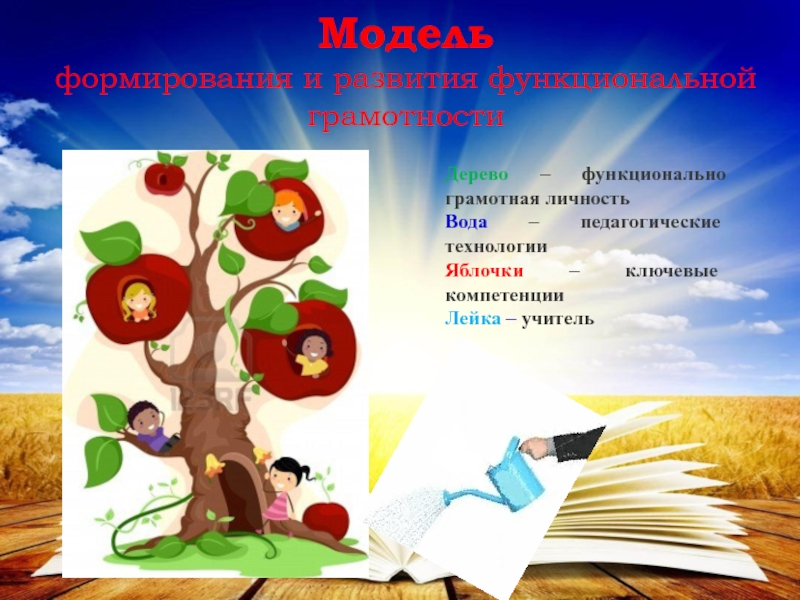 Модель
формирования и развития функциональной
грамотности
Дерево – функционально
грамотная личность
Вода – педагогические
технологии
Яблочки – ключевые
компетенции
Лейка – учитель